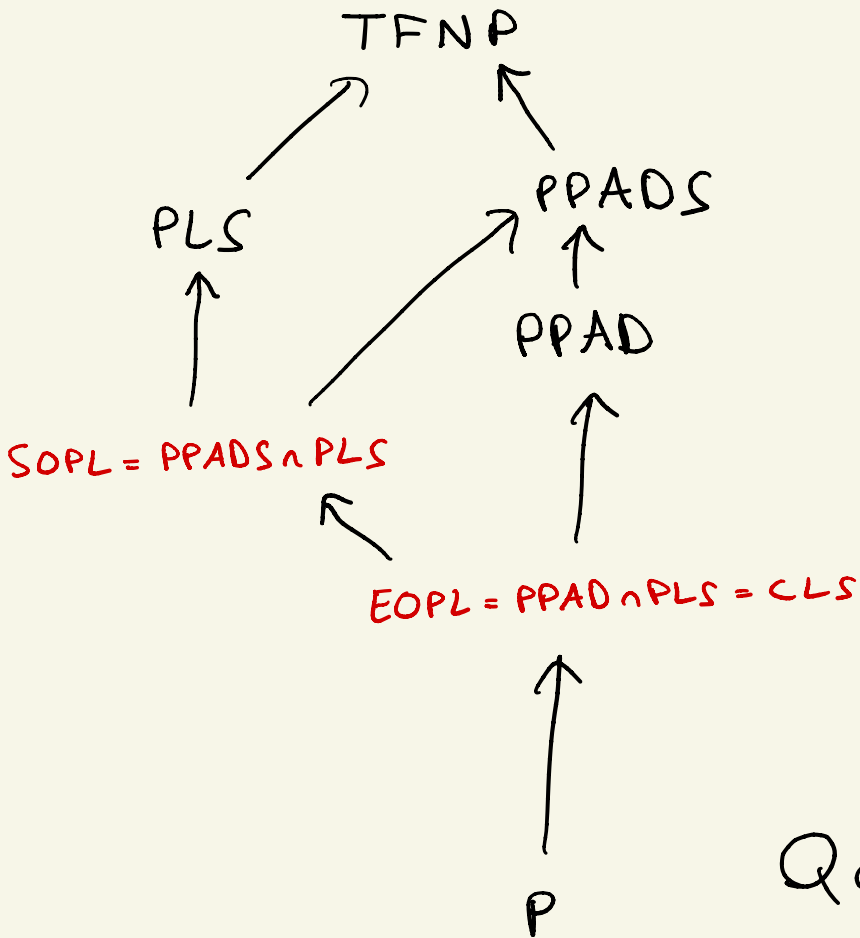 TFNP
PPADS
PLS
PPAD
SOPL = PPADS ∩ PLS
EOPL = PPAD ∩ PLS = CLS
P